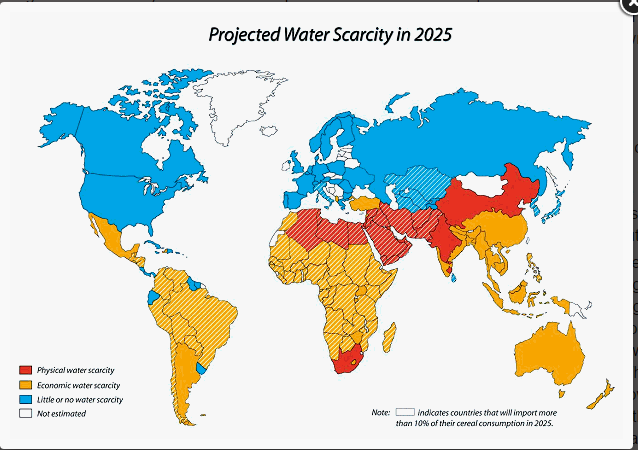 Projected Water Scarcity in 2025
Physical water scarcity
Economic water scarcity
Little or no water scarcity
Not estimated
Note: indicates countries that will import more
than 10% of their cereal consumption in 2025.